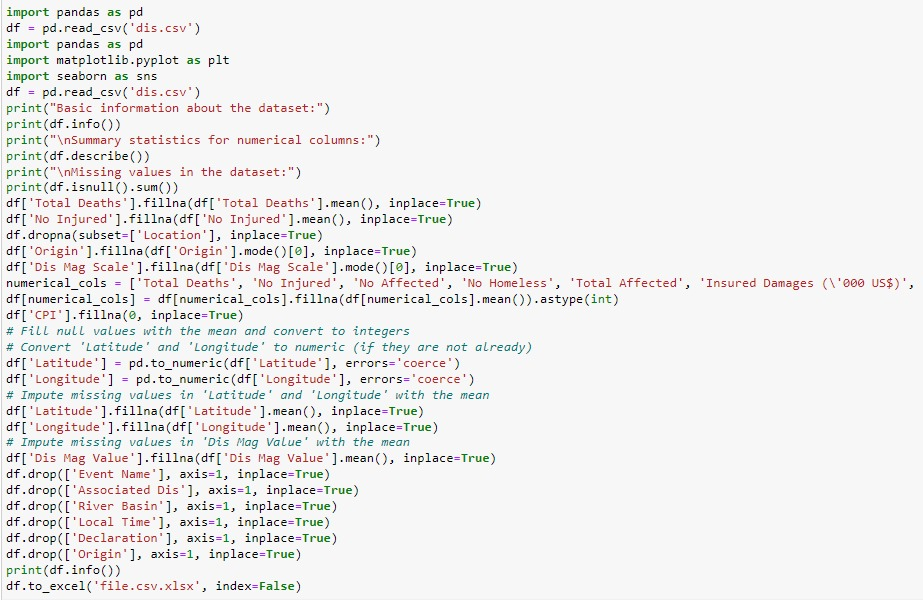 import pandas as pd
df = pd.read_csv('dis.csv')
import pandas as pd
import matplotlib.pyplot as plt
import seaborn as sns
df = pd.read_csv('dis.csv')
print("Basic information about the dataset:")
print(df.info())
print("\nSummary statistics for numerical columns:")
print(df.describe())
print("\nMissing values in the dataset:")
print(df.isnull().sum())
df['Total Deaths'].fillna(df['Total Deaths'].mean(), inplace=True)
df['No Injured'].fillna(df['No Injured'].mean(), inplace=True)
df.dropna(subset=['Location'], inplace=True)
df['Origin'].fillna(df['Origin'].mode()[0], inplace=True)
df['Dis Mag Scale'].fillna(df['Dis Mag Scale'].mode()[0], inplace=True)
numerical_cols = ['Total Deaths', 'No Injured', 'No Affected', 'No Homeless', 'Total Affected', 'Insured Damages (\'000 US$)',
df[numerical_cols] = df[numerical_cols].fillna(df[numerical_cols].mean()).astype(int)
df['CPI'].fillna(0, inplace=True)
# Fill null values with the mean and convert to integers
# Convert 'Latitude' and 'Longitude' to numeric (if they are not already)
df['Latitude'] = pd.to_numeric(df['Latitude'], errors='coerce')
df['Longitude'] = pd.to_numeric(df['Longitude'], errors='coerce')
# Impute missing values in 'Latitude' and 'Longitude' with the mean
df['Latitude'].fillna(df['Latitude'].mean(), inplace=True)
df['Longitude'].fillna(df['Longitude'].mean(), inplace=True)
# Impute missing values in 'Dis Mag Value' with the mean
df['Dis Mag Value'].fillna(df['Dis Mag Value'].mean(), inplace=True)
df.drop(['Event Name'], axis=1, inplace=True)
df.drop(['Associated Dis'], axis=1, inplace=True)
df.drop(['River Basin'], axis=1, inplace=True)
df.drop(['Local Time'], axis=1, inplace=True)
df.drop(['Declaration'], axis=1, inplace=True)
df.drop(['Origin'], axis=1, inplace=True)
print(df.info())
df.to_excel('file.csv.xlsx', index=False)